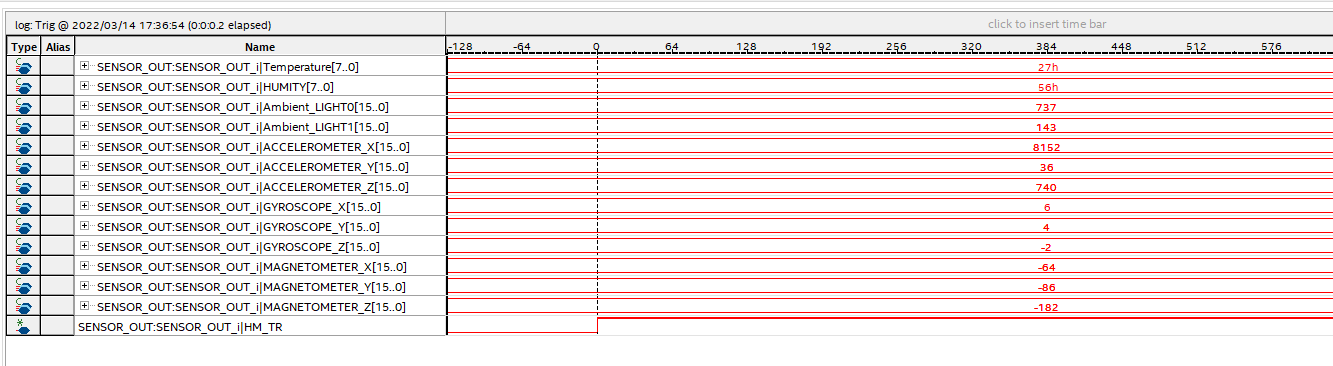 log: Trig @ 2022/03/14 17:36:54 (0:0:0.2 elapsed) click to insert time bar
Type Alias Name -128 -64 0 64 128 192 256 320 384 448 512 576
SENSOR_OUT:SENSOR_OUT_i|Temperature[7..0] 27h
SENSOR_OUT:SENSOR_OUT_i|HUMITY[7..0] 56h
SENSOR_OUT:SENSOR_OUT_i|Ambient_LIGHT0[15..0] 737
SENSOR_OUT:SENSOR_OUT_i|Ambient_LIGHT1[15..0] 143
SENSOR_OUT:SENSOR_OUT_i|ACCELEROMETER_X[15..0] 8152
SENSOR_OUT:SENSOR_OUT_i|ACCELEROMETER_Y[15..0] 36
SENSOR_OUT:SENSOR_OUT_i|ACCELEROMETER_Z[15..0] 740
SENSOR_OUT:SENSOR_OUT_i|GYROSCOPE_X[15..0] 6
SENSOR_OUT:SENSOR_OUT_i|GYROSCOPE_Y[15..0] 4
SENSOR_OUT:SENSOR_OUT_i|GYROSCOPE_Z[15..0] -2
SENSOR_OUT:SENSOR_OUT_i|MAGNETOMETER_X[15..0] -64
SENSOR_OUT:SENSOR_OUT_i|MAGNETOMETER_Y[15..0] -86
SENSOR_OUT:SENSOR_OUT_i|MAGNETOMETER_Z[15..0] -182
SENSOR_OUT:SENSOR_OUT_i|HM_TR